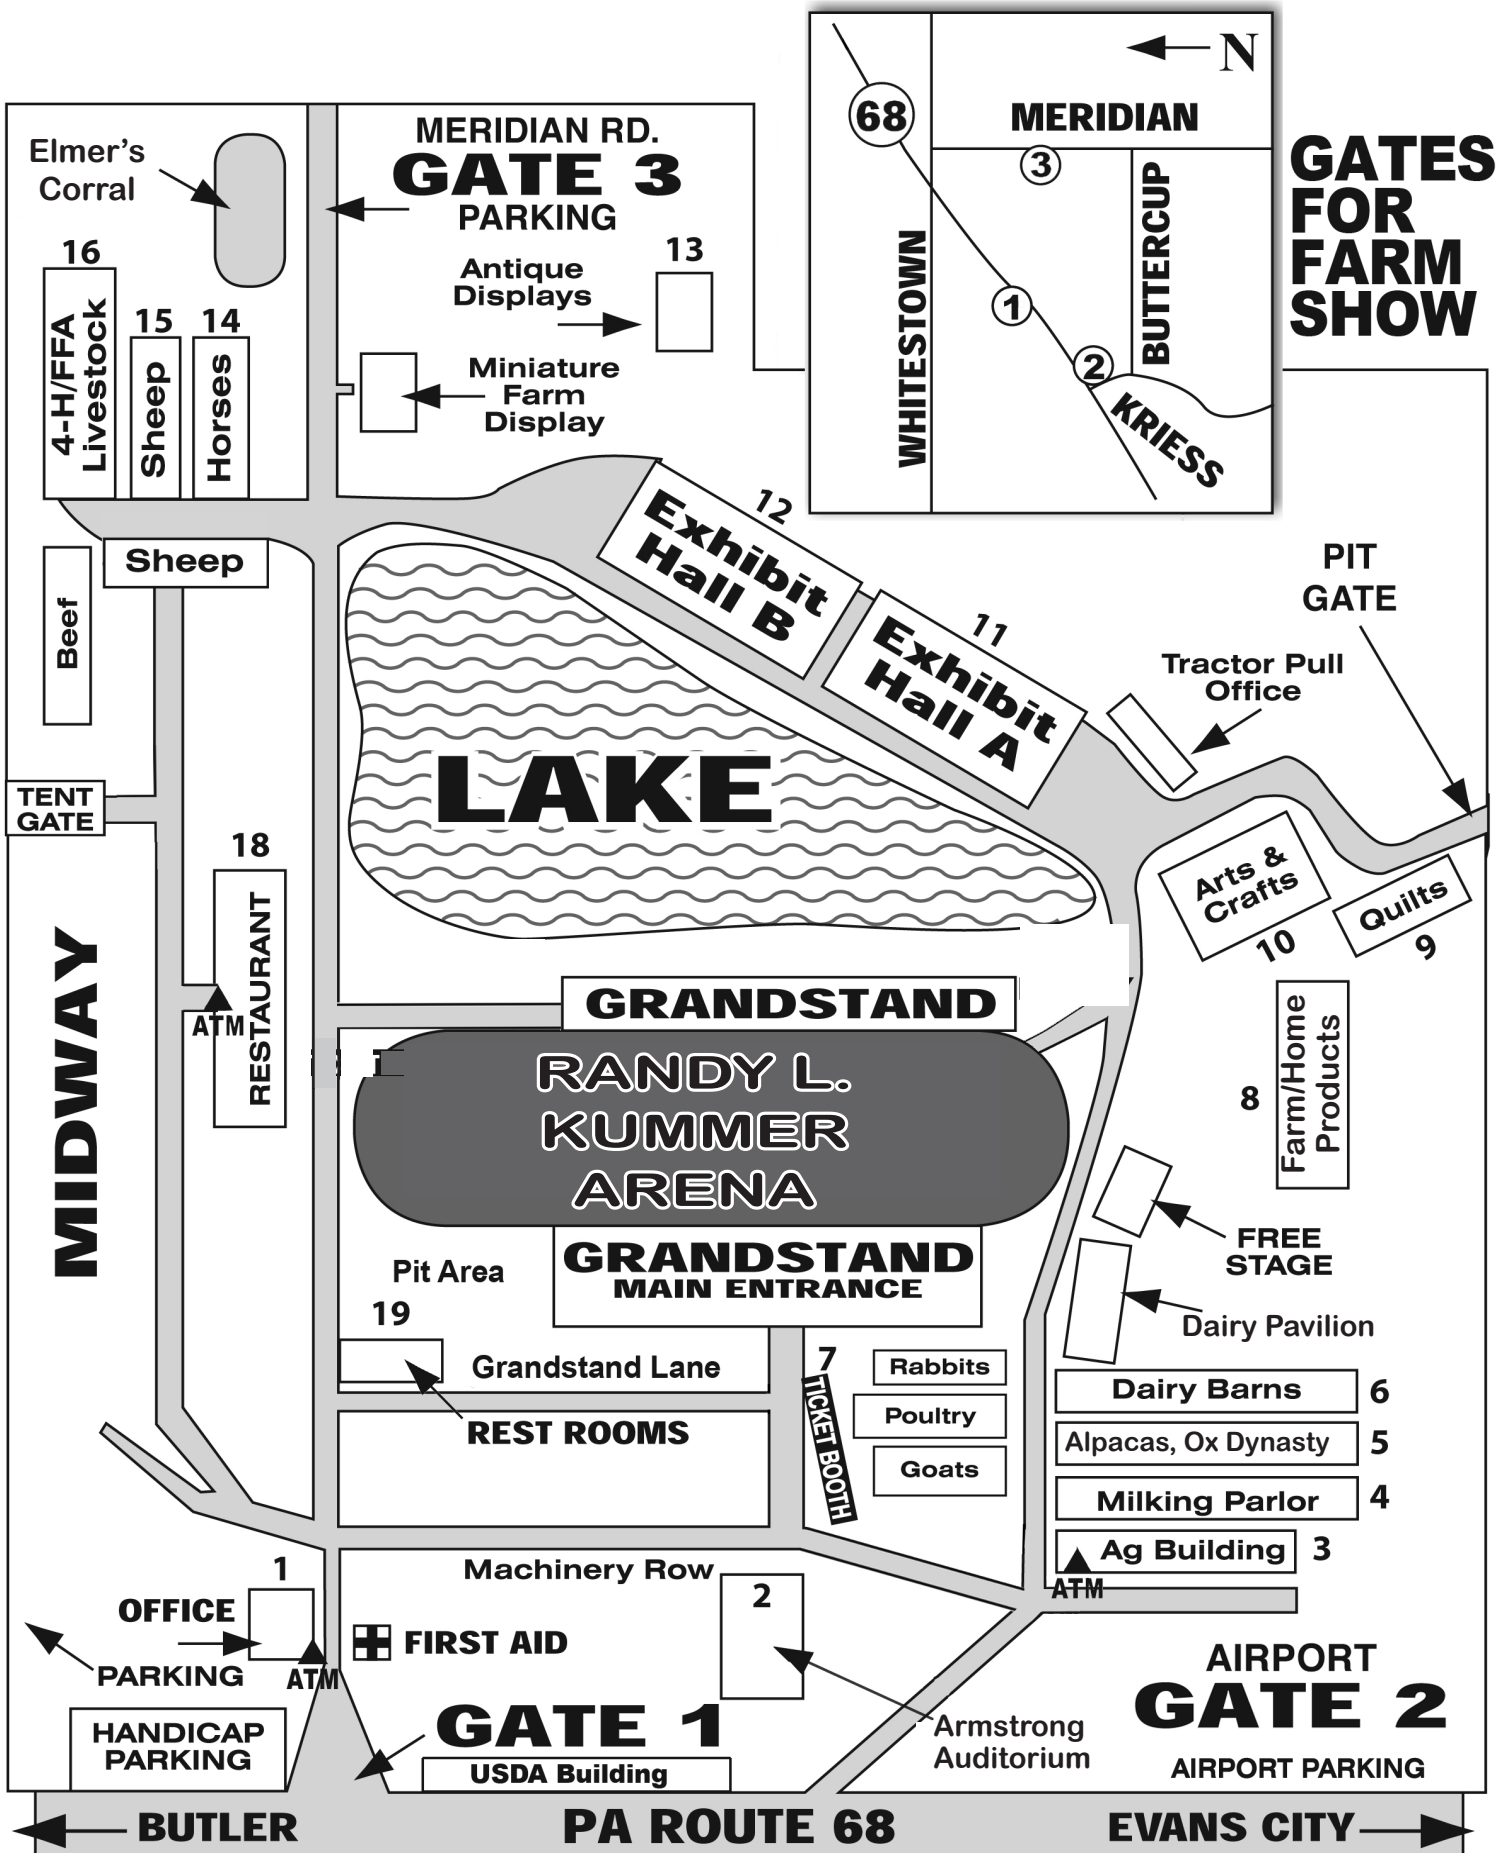 N
68
MERIDIAN
3
BUTTERCUP
WHITESTOWN
1
2
KRIESS
GATES
FOR
FARM
SHOW
MERIDIAN RD.
GATE 3
PARKING
Elmer's
Corral
16
4-H/FFA
Livestock
15
Sheep
14
Horses
13
Antique
Displays
Miniature
Farm
Display
12
Exhibit
Hall B
11
Exhibit
Hall A
PIT
GATE
Tractor Pull
Office
Sheep
Beef
TENT
GATE
LAKE
18
RESTAURANT
ATM
MIDWAY
Arts &
Crafts
10
Quilts
9
GRANDSTAND
RANDY L.
KUMMER
ARENA
8
Farm/Home
Products
FREE
STAGE
GRANDSTAND
MAIN ENTRANCE
Pit Area
19
Grandstand Lane
REST ROOMS
Dairy Pavilion
7
TICKET BOOTH
Rabbits
Poultry
Goats
Dairy Barns
6
Alpacas, Ox Dynasty
5
Milking Parlor
4
Ag Building
3
ATM
Machinery Row
1
OFFICE
PARKING
ATM
FIRST AID
2
Armstrong
Auditorium
HANDICAP
PARKING
GATE 1
USDA Building
AIRPORT
GATE 2
AIRPORT PARKING
BUTLER
PA ROUTE 68
EVANS CITY